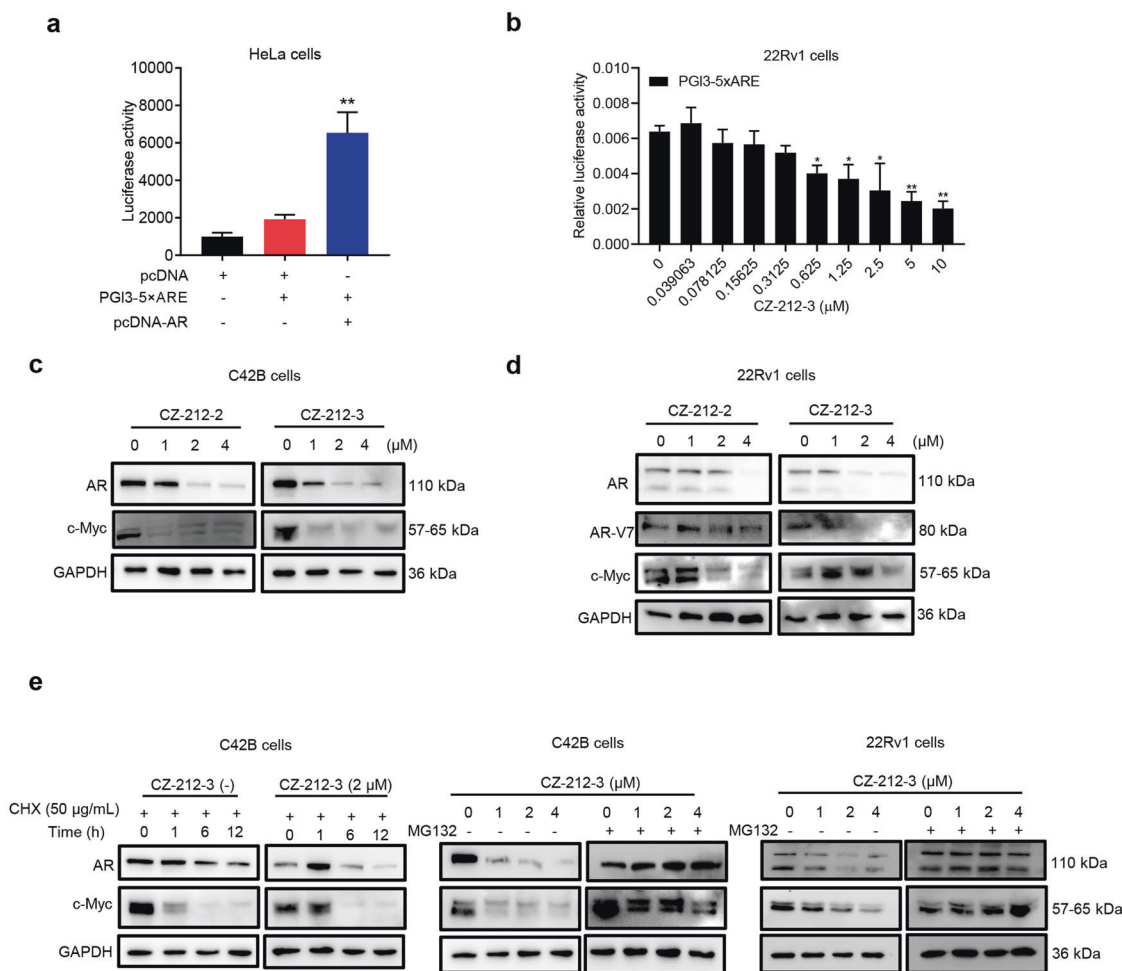 a
HeLa cells
Luciferase activity
10000
8000
6000
4000
2000
0
**
pcDNA + + -
PGI3-5×ARE - + +
pcDNA-AR - - +
b
22Rv1 cells
PGI3-5xARE
Relative luciferase activity
0.010
0.008
0.006
0.004
0.002
0.000
* * * ** **
0 0.039063 0.078125 0.15625 0.3125 0.625 1.25 2.5 5 10
CZ-212-3 (μM)
c
C42B cells
CZ-212-2 CZ-212-3
0 1 2 4 0 1 2 4 (μM)
AR 110 kDa
c-Myc 57-65 kDa
GAPDH 36 kDa
d
22Rv1 cells
CZ-212-2 CZ-212-3
0 1 2 4 0 1 2 4 (μM)
AR 110 kDa
AR-V7 80 kDa
c-Myc 57-65 kDa
GAPDH 36 kDa
e
C42B cells C42B cells 22Rv1 cells
CZ-212-3 (-) CZ-212-3 (2 μM) CZ-212-3 (μM) CZ-212-3 (μM)
CHX (50 μg/mL) + + + + + + + + 0 1 2 4 0 1 2 4 0 1 2 4 0 1 2 4
Time (h) 0 1 6 12 0 1 6 12 MG132 - - - - + + + + MG132 - - - - + + + +
AR 110 kDa
c-Myc 57-65 kDa
GAPDH 36 kDa